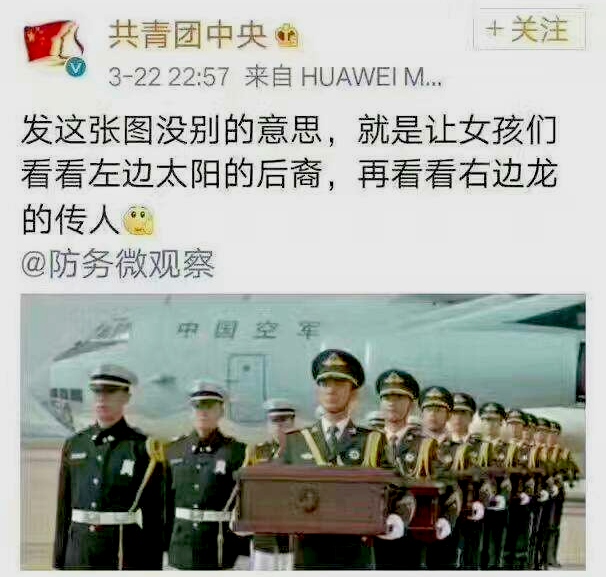 共青团中央
+关注
3-22 22:57 来自 HUAWEI M...
发这张图没别的意思，就是让女孩们
看看左边太阳的后裔，再看看右边龙
的传人
@防务微观察
中国空军